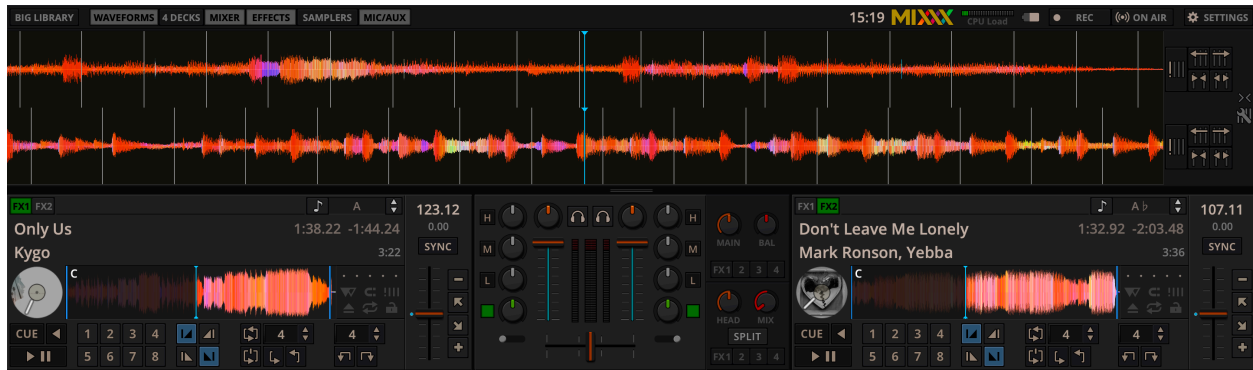 BIG LIBRARY WAVEFORMS 4 DECKS MIXER EFFECTS SAMPLERS MIC/AUX 15:19 MIXXX CPU Load REC ON AIR SETTINGS
FX1 FX2 A 123.12
0.00
Only Us 1:38.22 -1:44.24 SYNC
Kygo 3:22
C
CUE 1 2 3 4 4 4
5 6 7 8
H H
M M
L L
MAIN BAL
FX1 2 3 4
HEAD MIX
SPLIT
FX1 2 3 4
FX1 FX2 A♭ 107.11
0.00
Don't Leave Me Lonely 1:32.92 -2:03.48 SYNC
Mark Ronson, Yebba 3:36
C
CUE 1 2 3 4 4 4
5 6 7 8